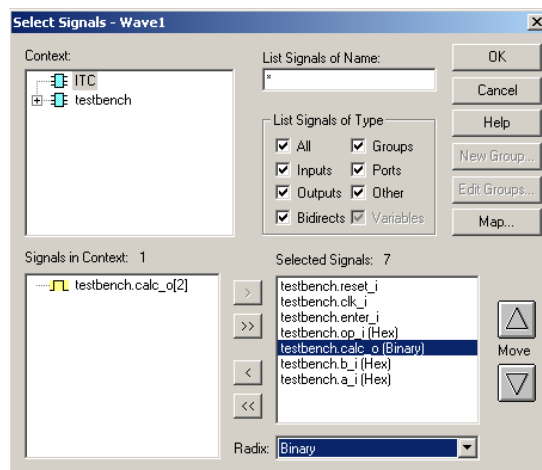 Select Signals - Wave1
Context:
ITC
testbench
List Signals of Name:
*
List Signals of Type
All
Groups
Inputs
Ports
Outputs
Other
Bidirects
Variables
OK
Cancel
Help
New Group...
Edit Groups...
Map...
Signals in Context: 1
testbench.calc_o[2]
>
>>
<
<<
Selected Signals: 7
testbench.reset_i
testbench.clk_i
testbench.enter_i
testbench.op_i (Hex)
testbench.calc_o (Binary)
testbench.b_i (Hex)
testbench.a_i (Hex)
Move
Radix: Binary